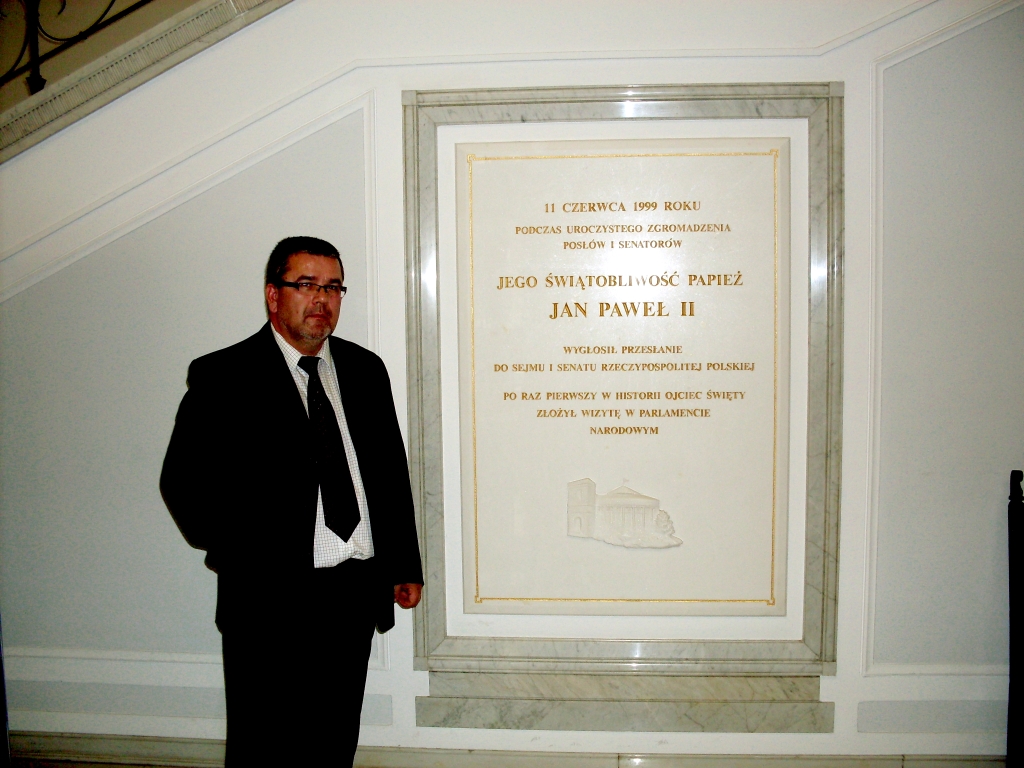 11 CZERWCA 1999 ROKU
PODCZAS UROCZYSTEGO ZGROMADZENIA
POSŁÓW I SENATORÓW
JEGO ŚWIĄTOBLIWOŚĆ PAPIEŻ
JAN PAWEŁ II
WYGŁOSIŁ PRZESŁANIE
DO SEJMU I SENATU RZECZYPOSPOLITEJ POLSKIEJ
PO RAZ PIERWSZY W HISTORII OJCIEC ŚWIĘTY
ZŁOŻYŁ WIZYTĘ W PARLAMENCIE
NARODOWYM